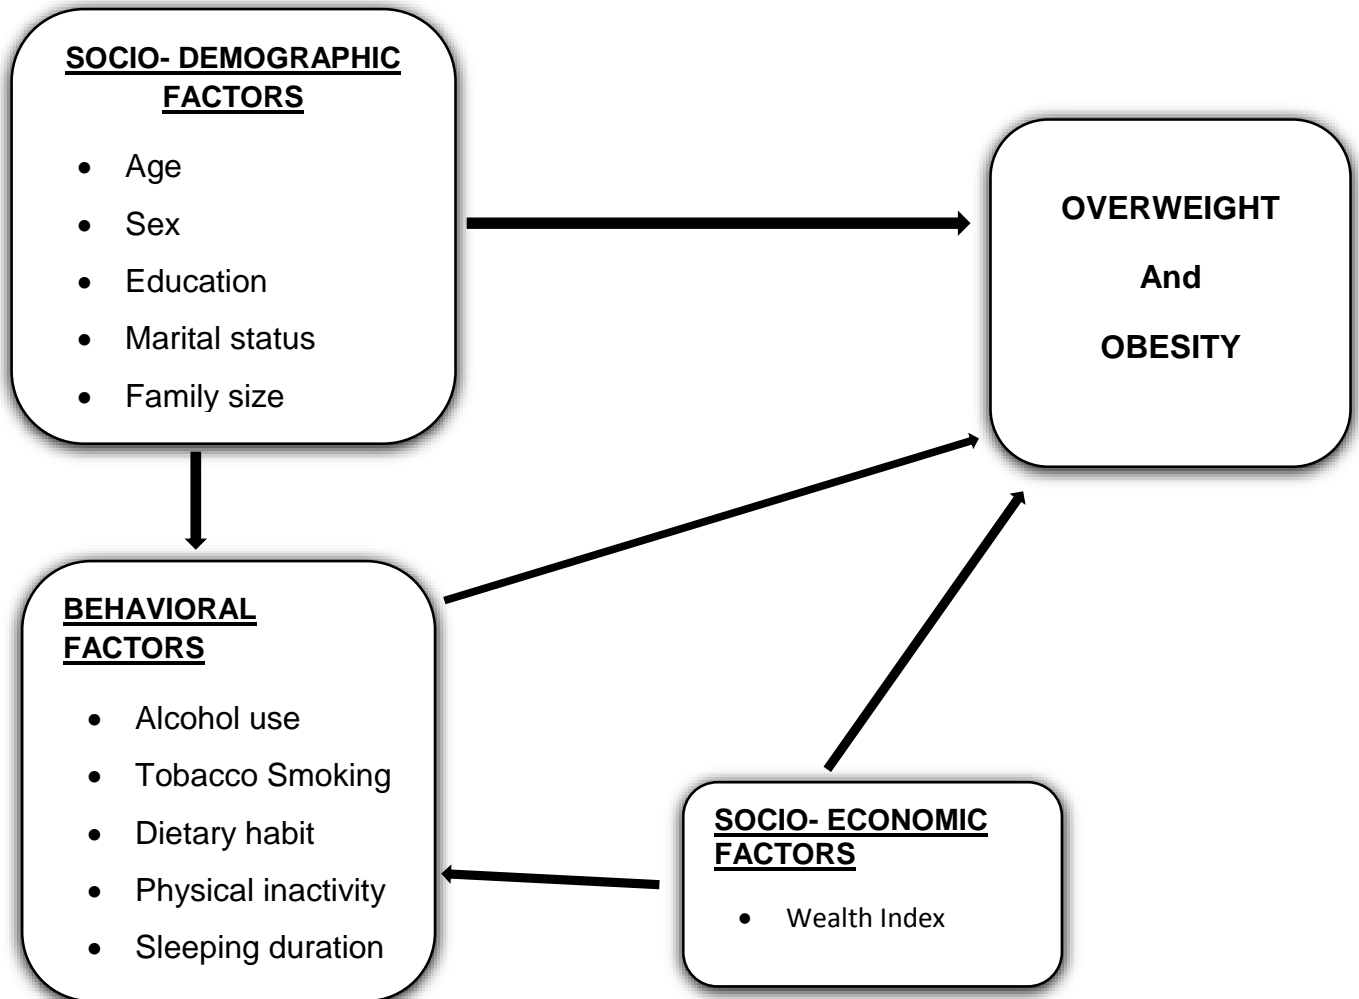 SOCIO- DEMOGRAPHIC
FACTORS
• Age
• Sex
• Education
• Marital status
• Family size
OVERWEIGHT
And
OBESITY
BEHAVIORAL
FACTORS
• Alcohol use
• Tobacco Smoking
• Dietary habit
• Physical inactivity
• Sleeping duration
SOCIO- ECONOMIC
FACTORS
• Wealth Index